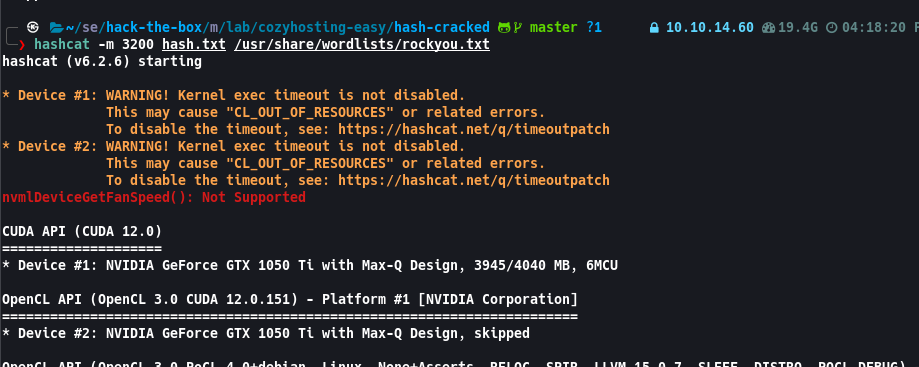 ~/se/hack-the-box/m/lab/cozyhosting-easy/hash-cracked master ?1 10.10.14.60 19.4G 04:18:20
❯ hashcat -m 3200 hash.txt /usr/share/wordlists/rockyou.txt
hashcat (v6.2.6) starting
* Device #1: WARNING! Kernel exec timeout is not disabled.
This may cause "CL_OUT_OF_RESOURCES" or related errors.
To disable the timeout, see: https://hashcat.net/q/timeoutpatch
* Device #2: WARNING! Kernel exec timeout is not disabled.
This may cause "CL_OUT_OF_RESOURCES" or related errors.
To disable the timeout, see: https://hashcat.net/q/timeoutpatch
nvmlDeviceGetFanSpeed(): Not Supported
CUDA API (CUDA 12.0)
====================
* Device #1: NVIDIA GeForce GTX 1050 Ti with Max-Q Design, 3945/4040 MB, 6MCU
OpenCL API (OpenCL 3.0 CUDA 12.0.151) - Platform #1 [NVIDIA Corporation]
========================================================================
* Device #2: NVIDIA GeForce GTX 1050 Ti with Max-Q Design, skipped
OpenCL API (OpenCL 3.0 PoCL 4.0+debian, Linux, None+Asserts, RELOC, SPIR, LLVM 15.0.7, SLEEF, DISTRO, POCL_DEBUG)